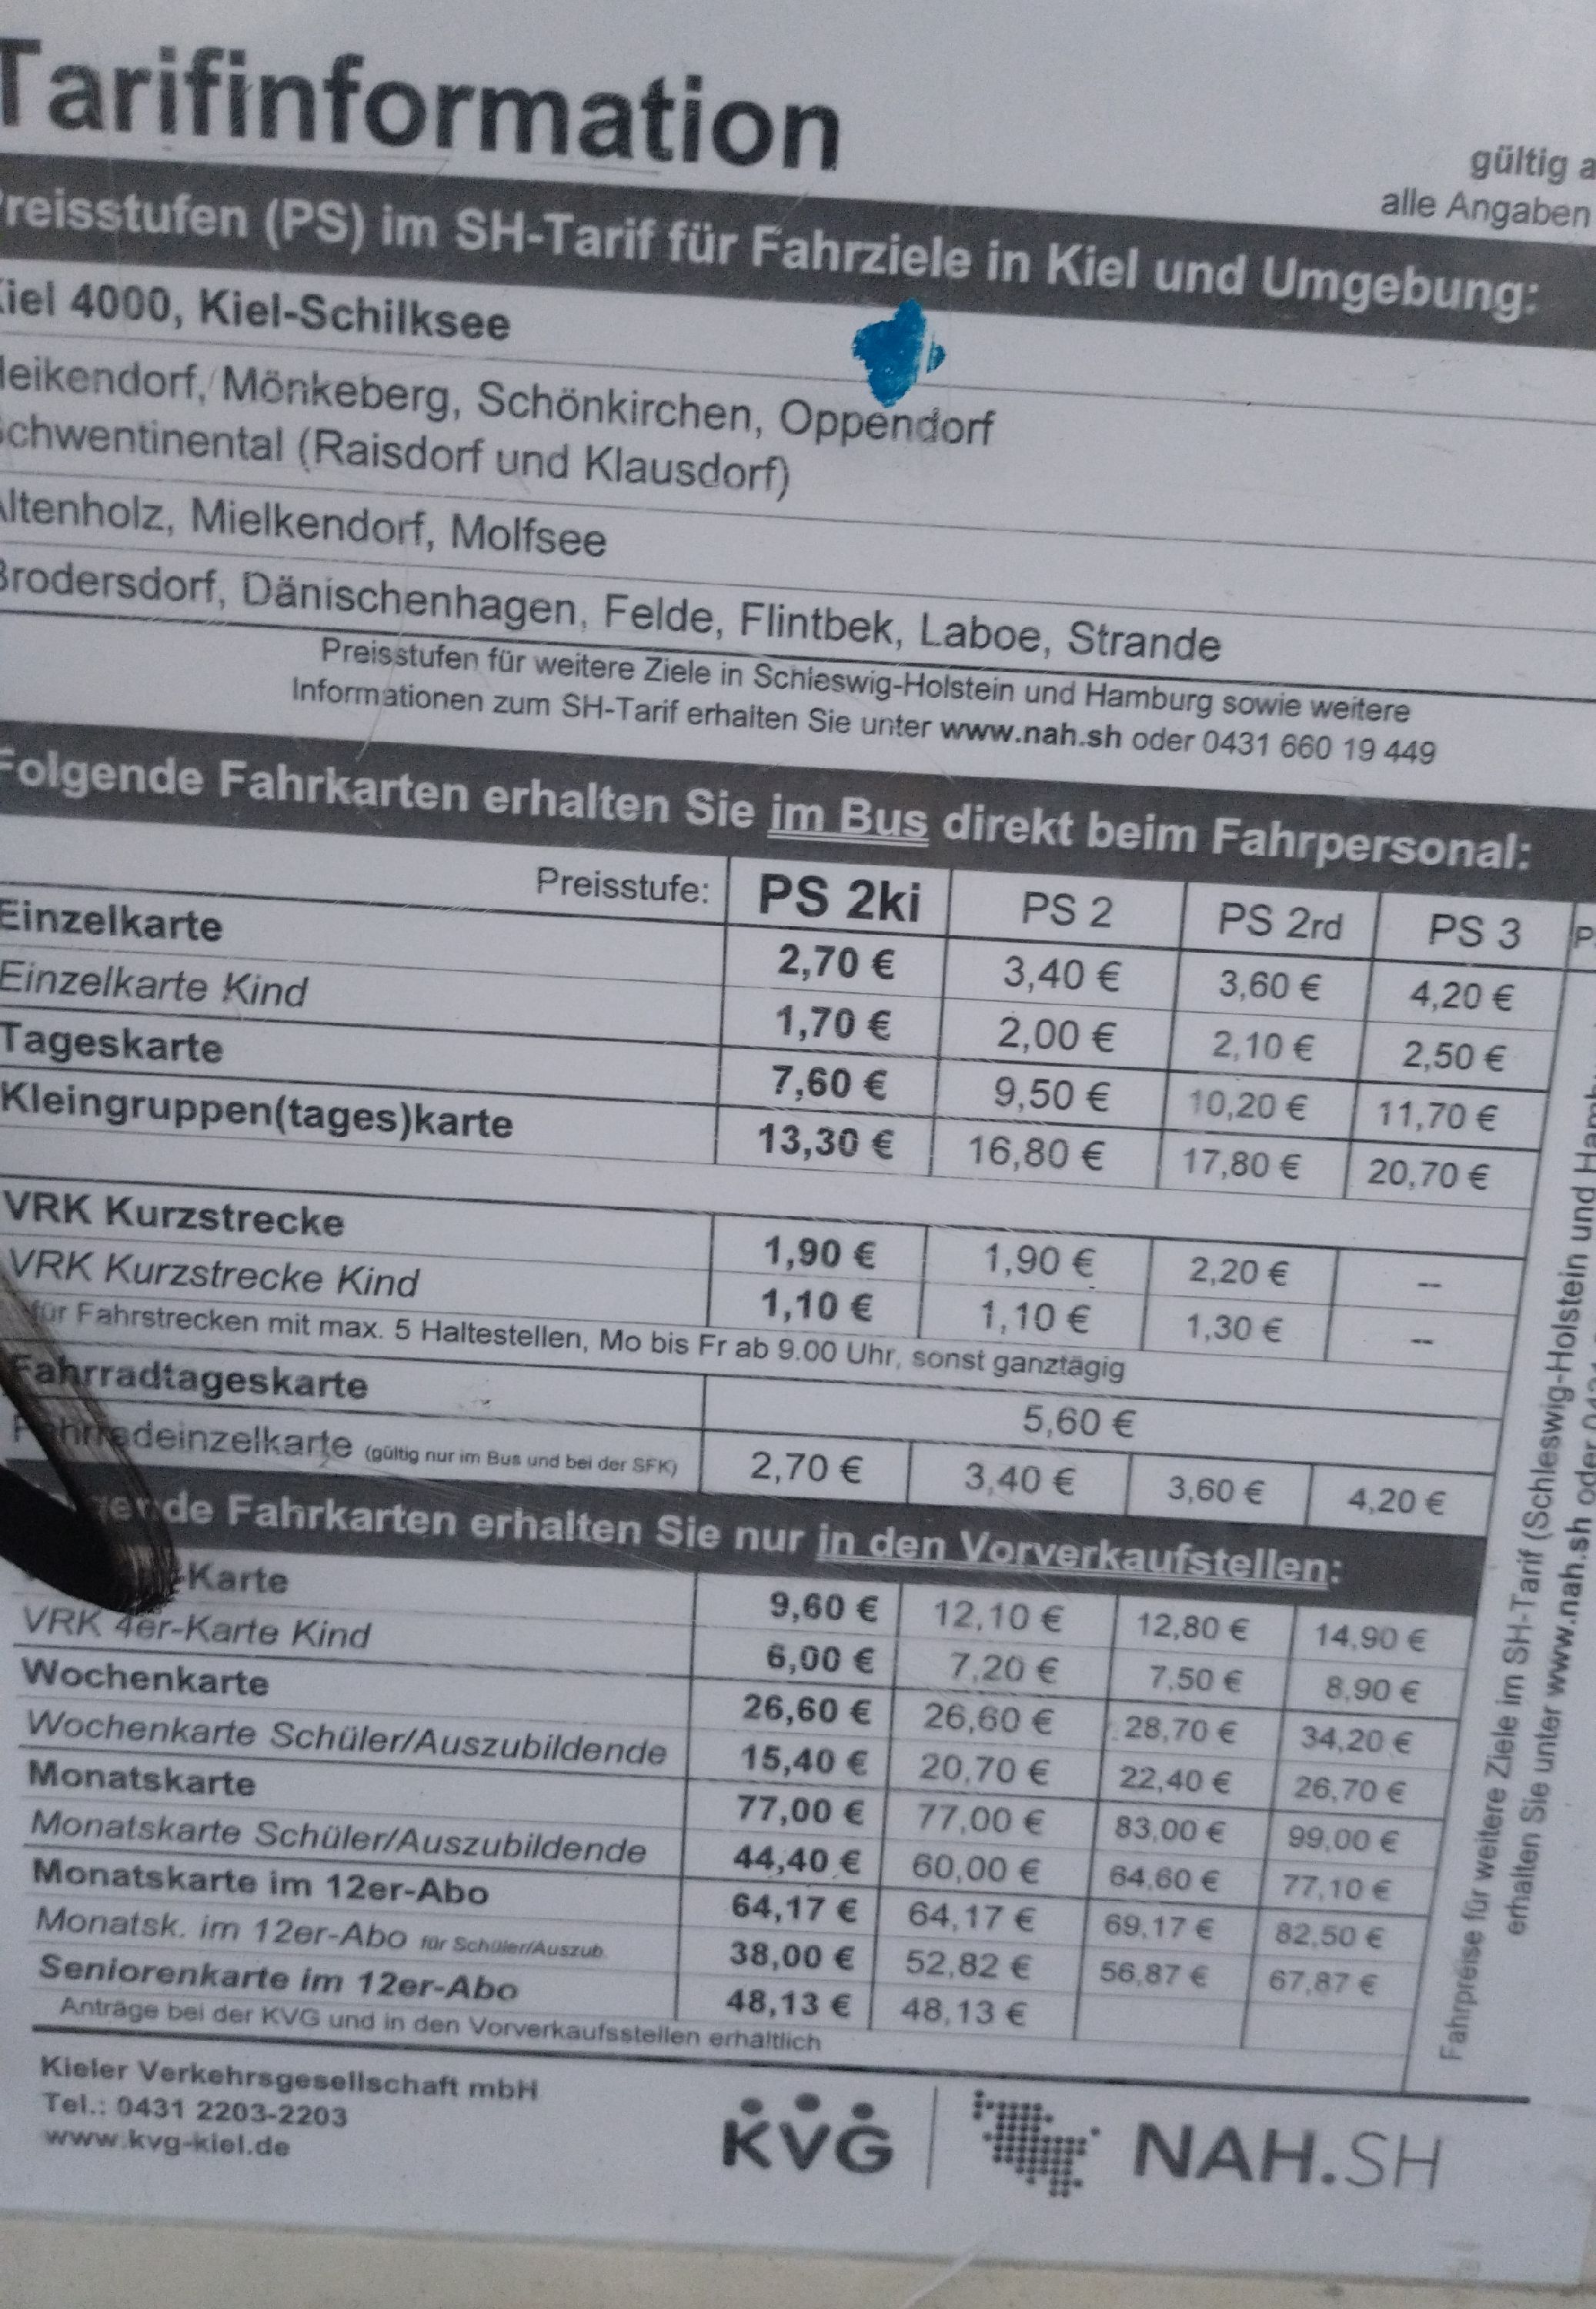 Tarifinformation
gültig a
alle Angaben
reisstufen (PS) im SH-Tarif für Fahrziele in Kiel und Umgebung:
iel 4000, Kiel-Schilksee
eikendorf, Mönkeberg, Schönkirchen, Oppendorf
chwentinental (Raisdorf und Klausdorf)
ltenholz, Mielkendorf, Molfsee
Brodersdorf, Dänischenhagen, Felde, Flintbek, Laboe, Strande
Preisstufen für weitere Ziele in Schleswig-Holstein und Hamburg sowie weitere
Informationen zum SH-Tarif erhalten Sie unter www.nah.sh oder 0431 660 19 449
Folgende Fahrkarten erhalten Sie im Bus direkt beim Fahrpersonal:
Preisstufe: PS 2ki PS 2 PS 2rd PS 3 P
Einzelkarte 2,70 € 3,40 € 3,60 € 4,20 €
Einzelkarte Kind 1,70 € 2,00 € 2,10 € 2,50 €
Tageskarte 7,60 € 9,50 € 10,20 € 11,70 €
Kleingruppen(tages)karte 13,30 € 16,80 € 17,80 € 20,70 €
VRK Kurzstrecke 1,90 € 1,90 € 2,20 € --
VRK Kurzstrecke Kind 1,10 € 1,10 € 1,30 € --
für Fahrstrecken mit max. 5 Haltestellen, Mo bis Fr ab 9.00 Uhr, sonst ganztägig
Fahrradtageskarte 5,60 €
Fahrradeinzelkarte (gültig nur im Bus und bei der SFK) 2,70 € 3,40 € 3,60 € 4,20 €
gende Fahrkarten erhalten Sie nur in den Vorverkaufstellen:
-Karte 9,60 € 12,10 € 12,80 € 14,90 €
VRK 4er-Karte Kind 6,00 € 7,20 € 7,50 € 8,90 €
Wochenkarte 26,60 € 26,60 € 28,70 € 34,20 €
Wochenkarte Schüler/Auszubildende 15,40 € 20,70 € 22,40 € 26,70 €
Monatskarte 77,00 € 77,00 € 83,00 € 99,00 €
Monatskarte Schüler/Auszubildende 44,40 € 60,00 € 64,60 € 77,10 €
Monatskarte im 12er-Abo 64,17 € 64,17 € 69,17 € 82,50 €
Monatsk. im 12er-Abo für Schüler/Auszub. 38,00 € 52,82 € 56,87 € 67,87 €
Seniorenkarte im 12er-Abo 48,13 € 48,13 €
Anträge bei der KVG und in den Vorverkaufsstellen erhältlich
Fahrpreise für weitere Ziele im SH-Tarif (Schleswig-Holstein und Hamb
erhalten Sie unter www.nah.sh oder
Kieler Verkehrsgesellschaft mbH
Tel.: 0431 2203-2203
www.kvg-kiel.de
KVG
NAH.SH